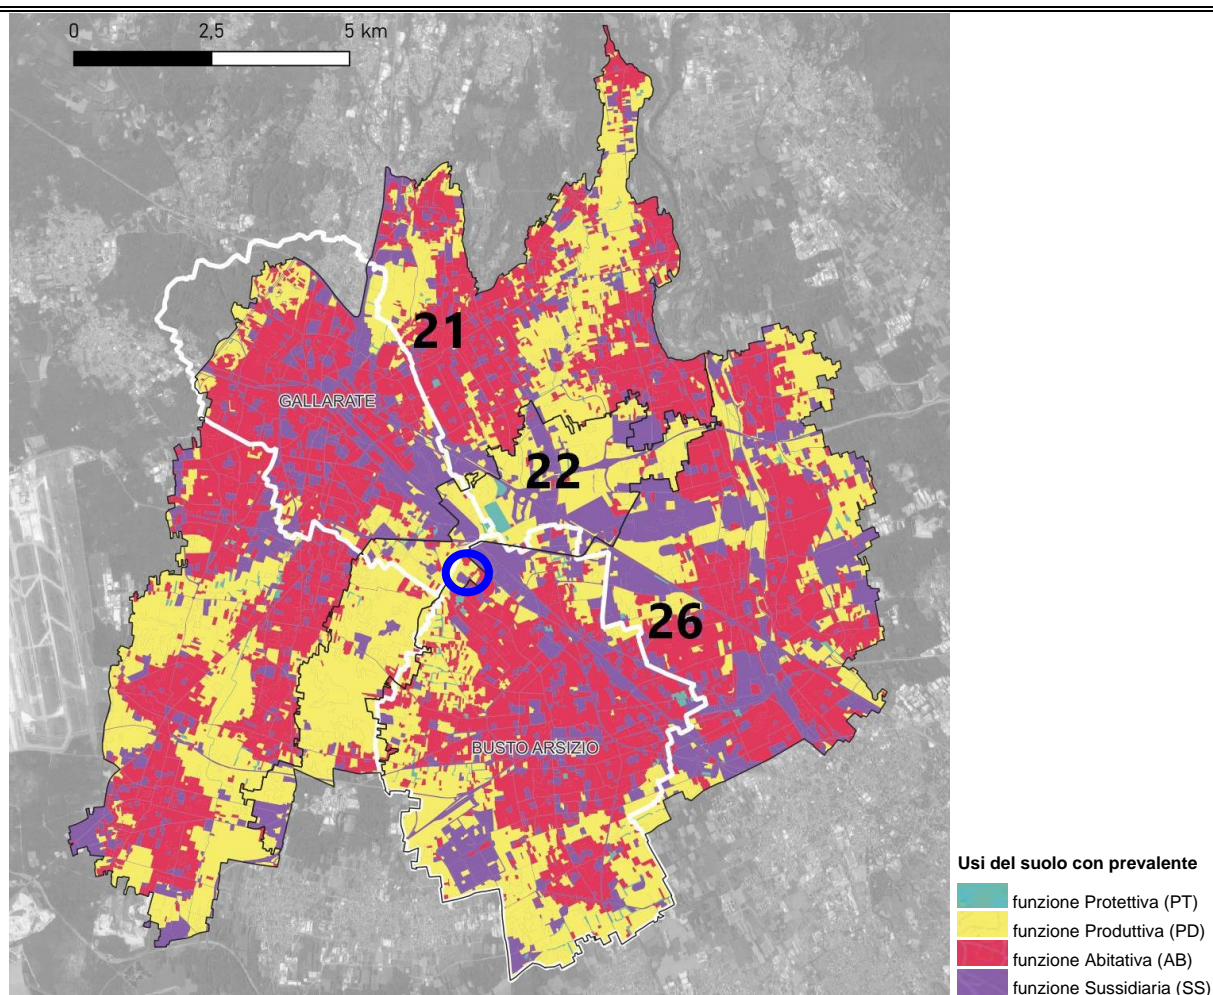 0 2,5 5 km
21
GALLARATE
22
26
BUSTO ARSIZIO
Usi del suolo con prevalente
funzione Protettiva (PT)
funzione Produttiva (PD)
funzione Abitativa (AB)
funzione Sussidiaria (SS)